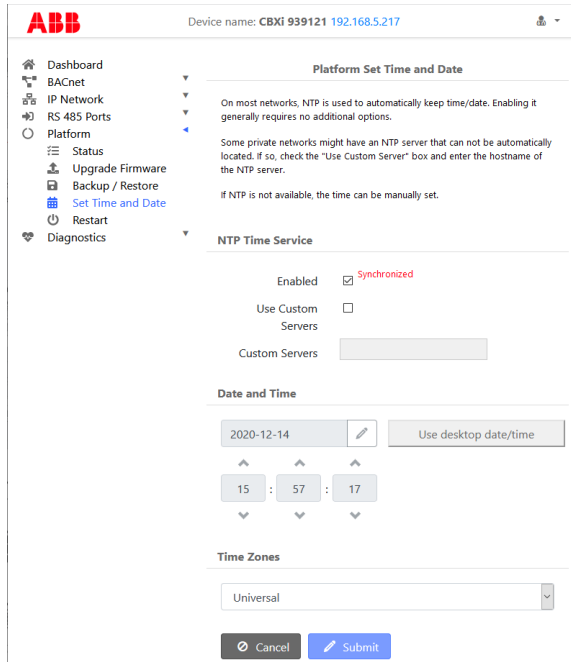 ABB
Device name: CBXi 939121 192.168.5.217
Dashboard
BACnet
IP Network
RS 485 Ports
Platform
Status
Upgrade Firmware
Backup / Restore
Set Time and Date
Restart
Diagnostics
Platform Set Time and Date
On most networks, NTP is used to automatically keep time/date. Enabling it
generally requires no additional options.
Some private networks might have an NTP server that can not be automatically
located. If so, check the "Use Custom Server" box and enter the hostname of
the NTP server.
If NTP is not available, the time can be manually set.
NTP Time Service
Enabled Synchronized
Use Custom
Servers
Custom Servers
Date and Time
2020-12-14 Use desktop date/time
15 : 57 : 17
Time Zones
Universal
Cancel Submit